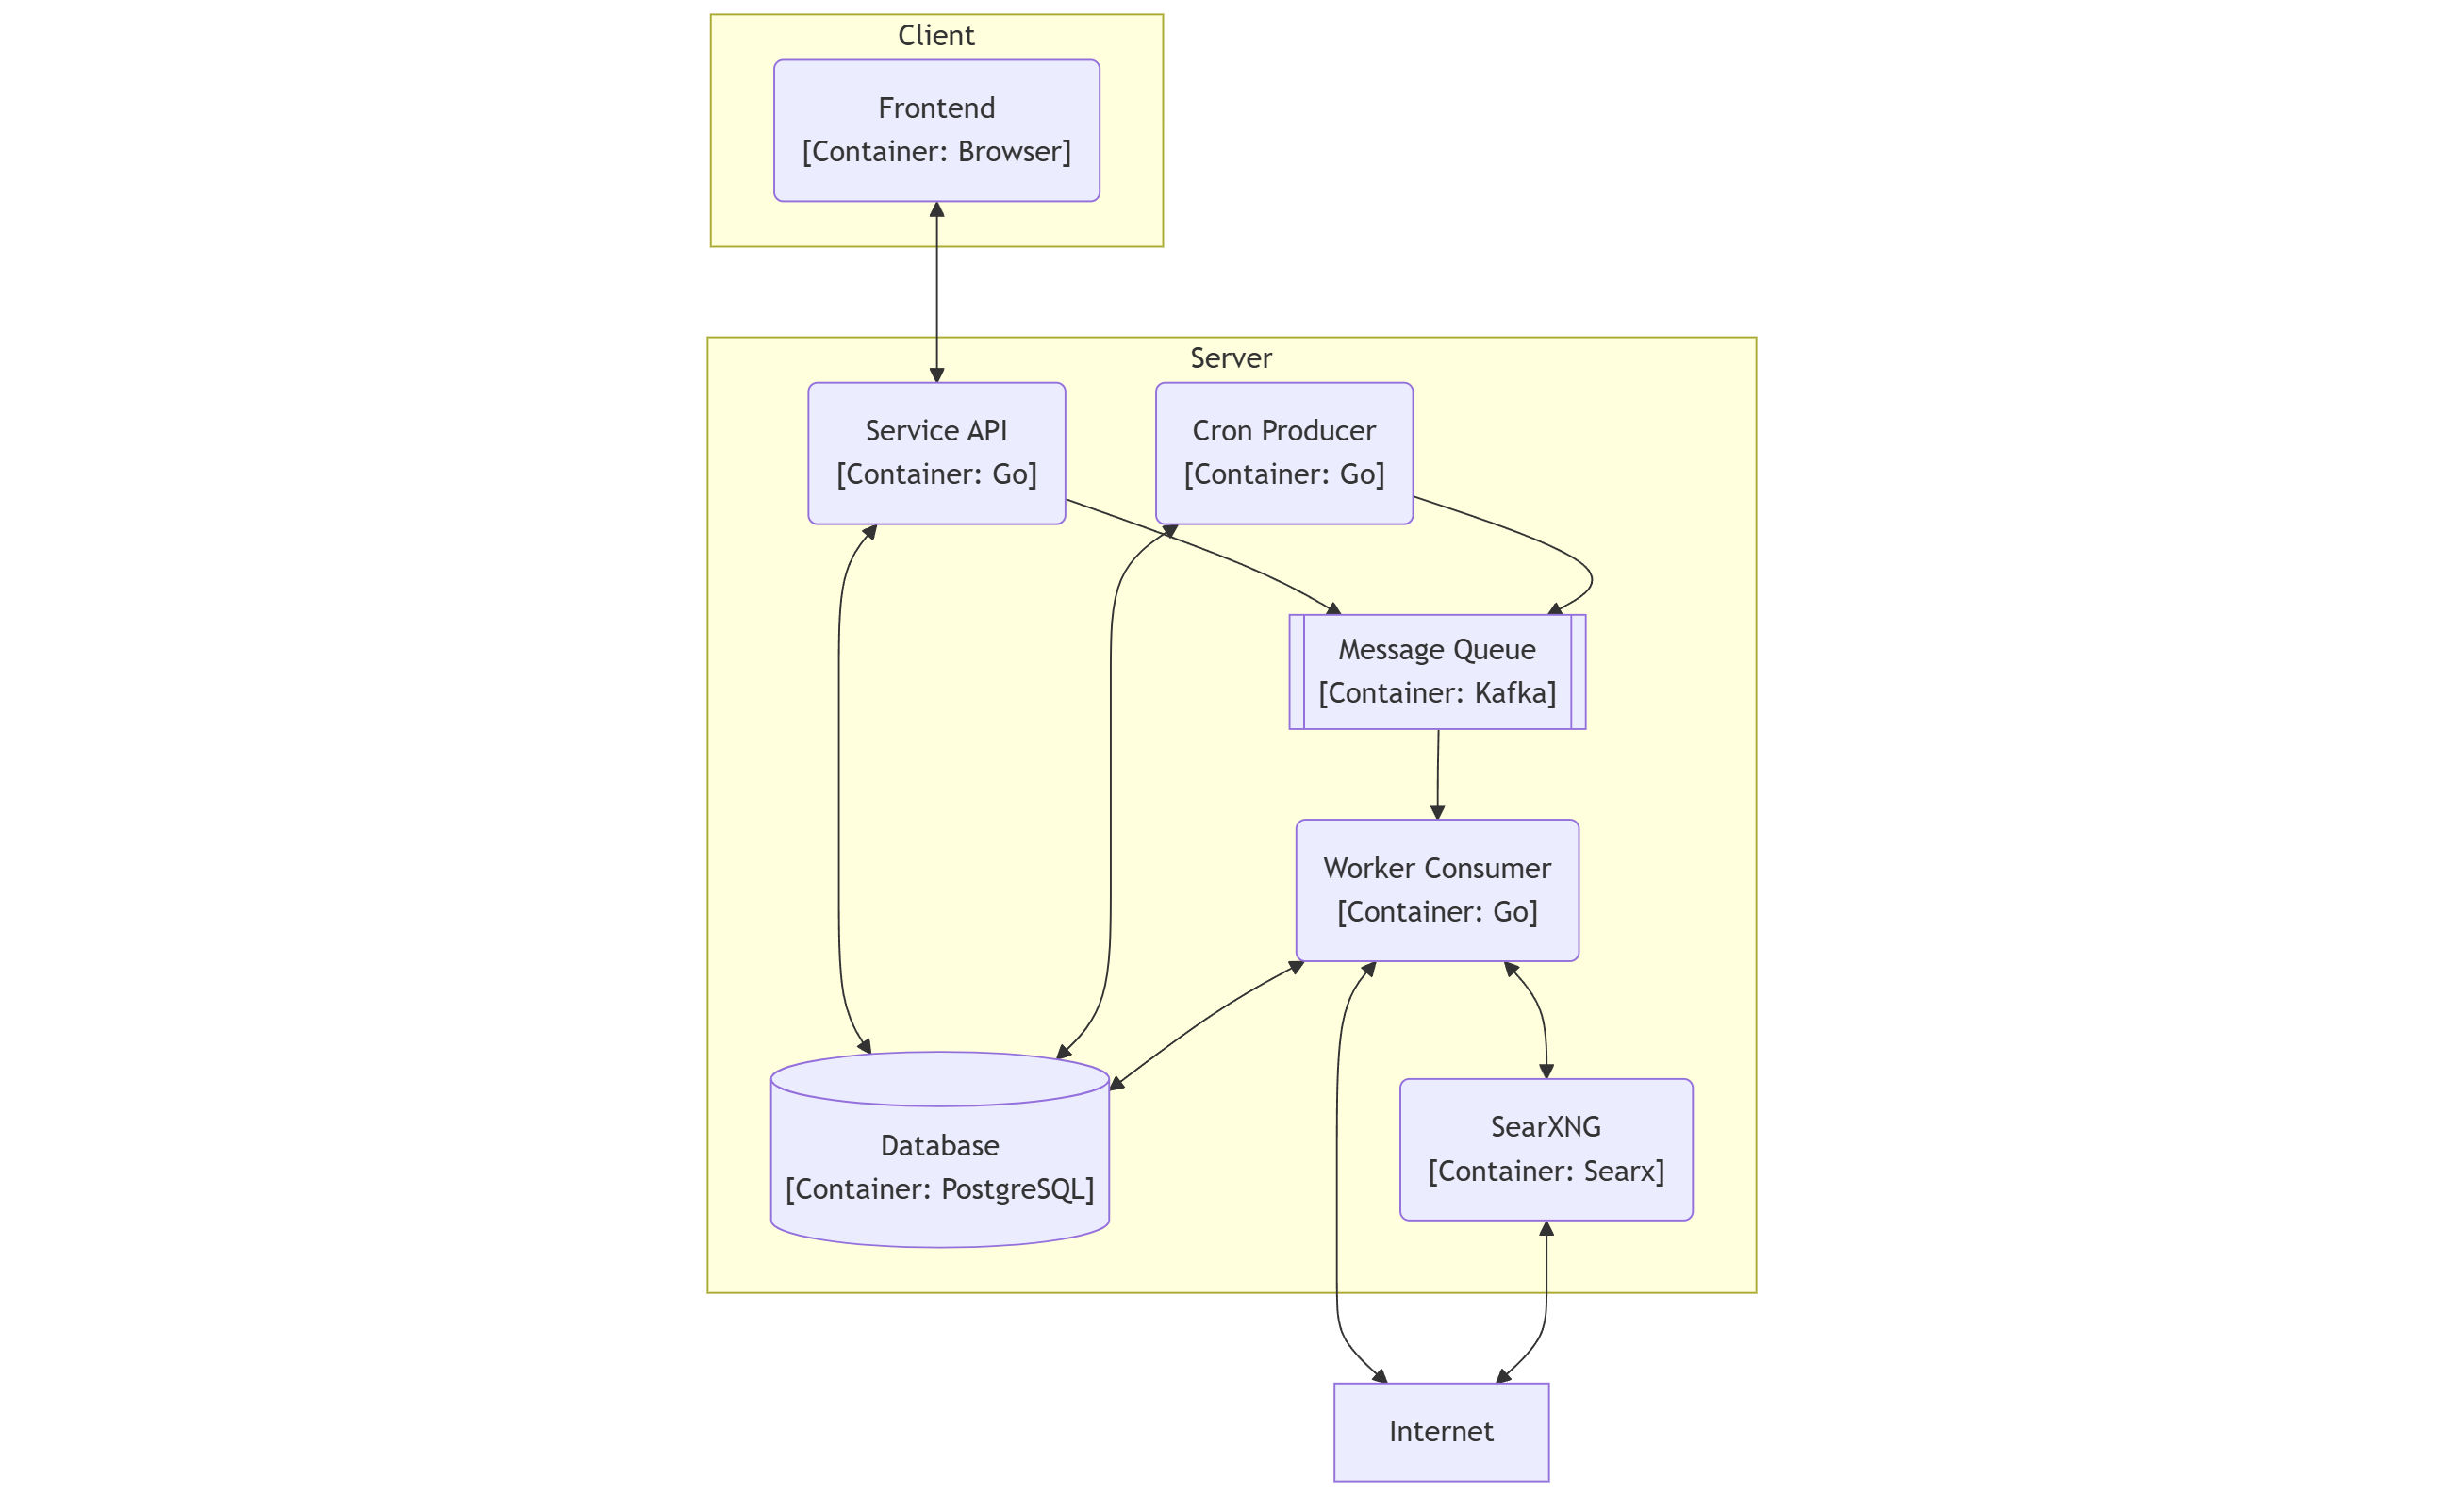 Client
Frontend
[Container: Browser]
Server
Service API
[Container: Go]
Cron Producer
[Container: Go]
Message Queue
[Container: Kafka]
Worker Consumer
[Container: Go]
Database
[Container: PostgreSQL]
SearXNG
[Container: Searx]
Internet